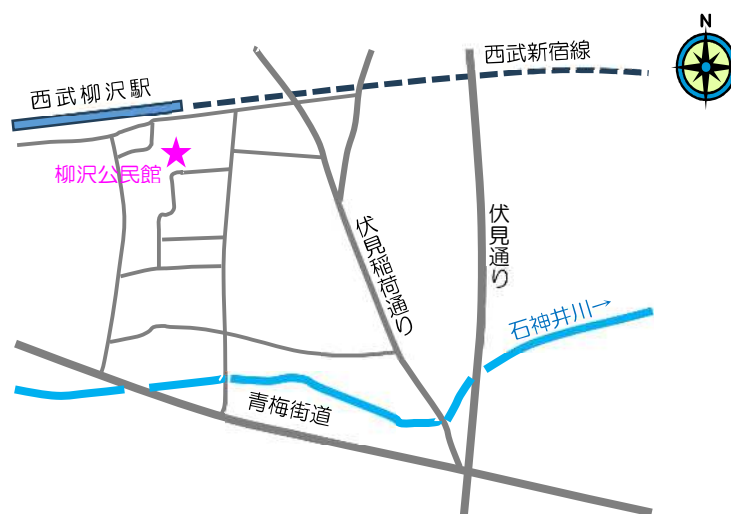 N
西武新宿線
西武柳沢駅
柳沢公民館
伏見通り
伏見稲荷通り
石神井川→
青梅街道